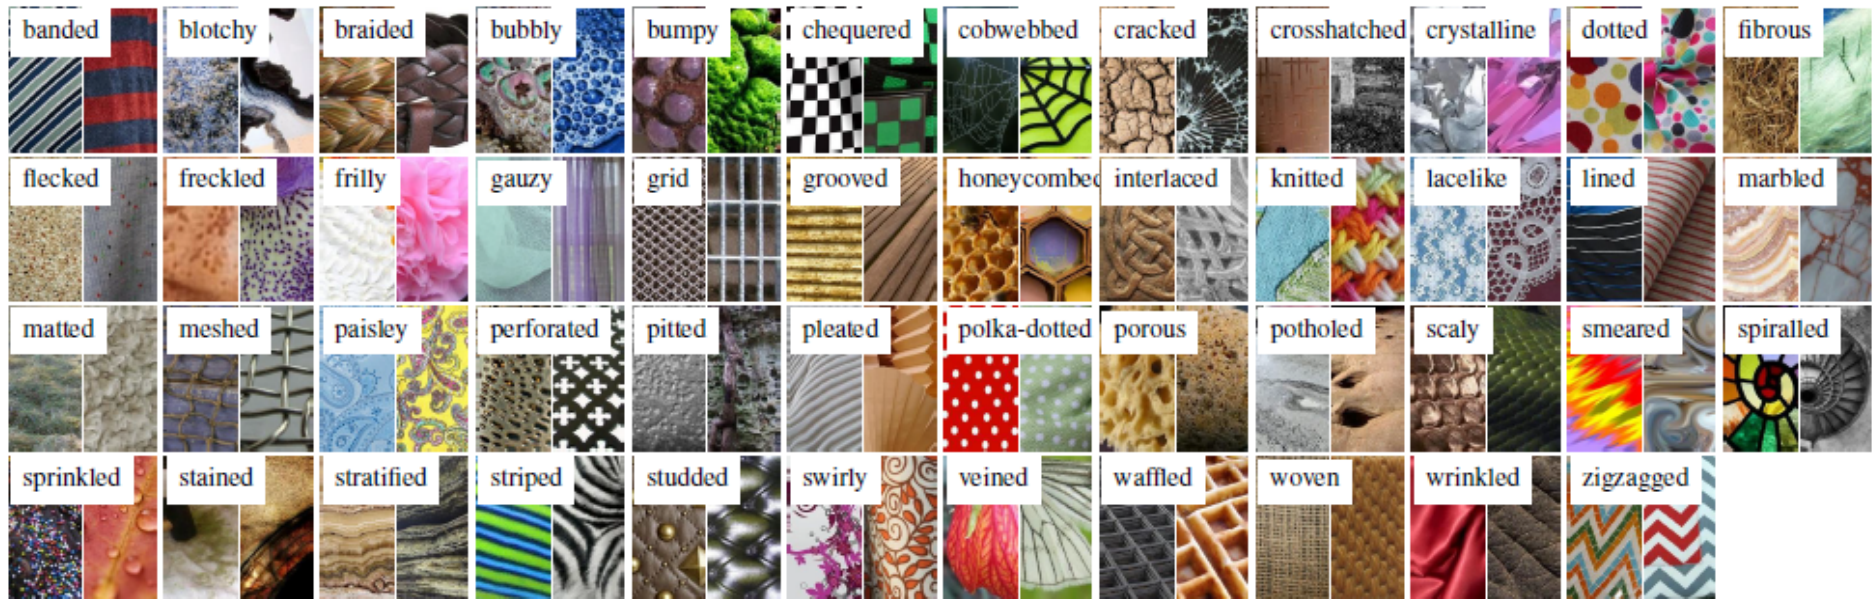 banded blotchy braided bubbly bumpy chequered cobwebbed cracked crosshatched crystalline dotted fibrous
flecked freckled frilly gauzy grid grooved honeycombed interlaced knitted lacelike lined marbled
matted meshed paisley perforated pitted pleated polka-dotted porous potholed scaly smeared spiralled
sprinkled stained stratified striped studded swirly veined waffled woven wrinkled zigzagged